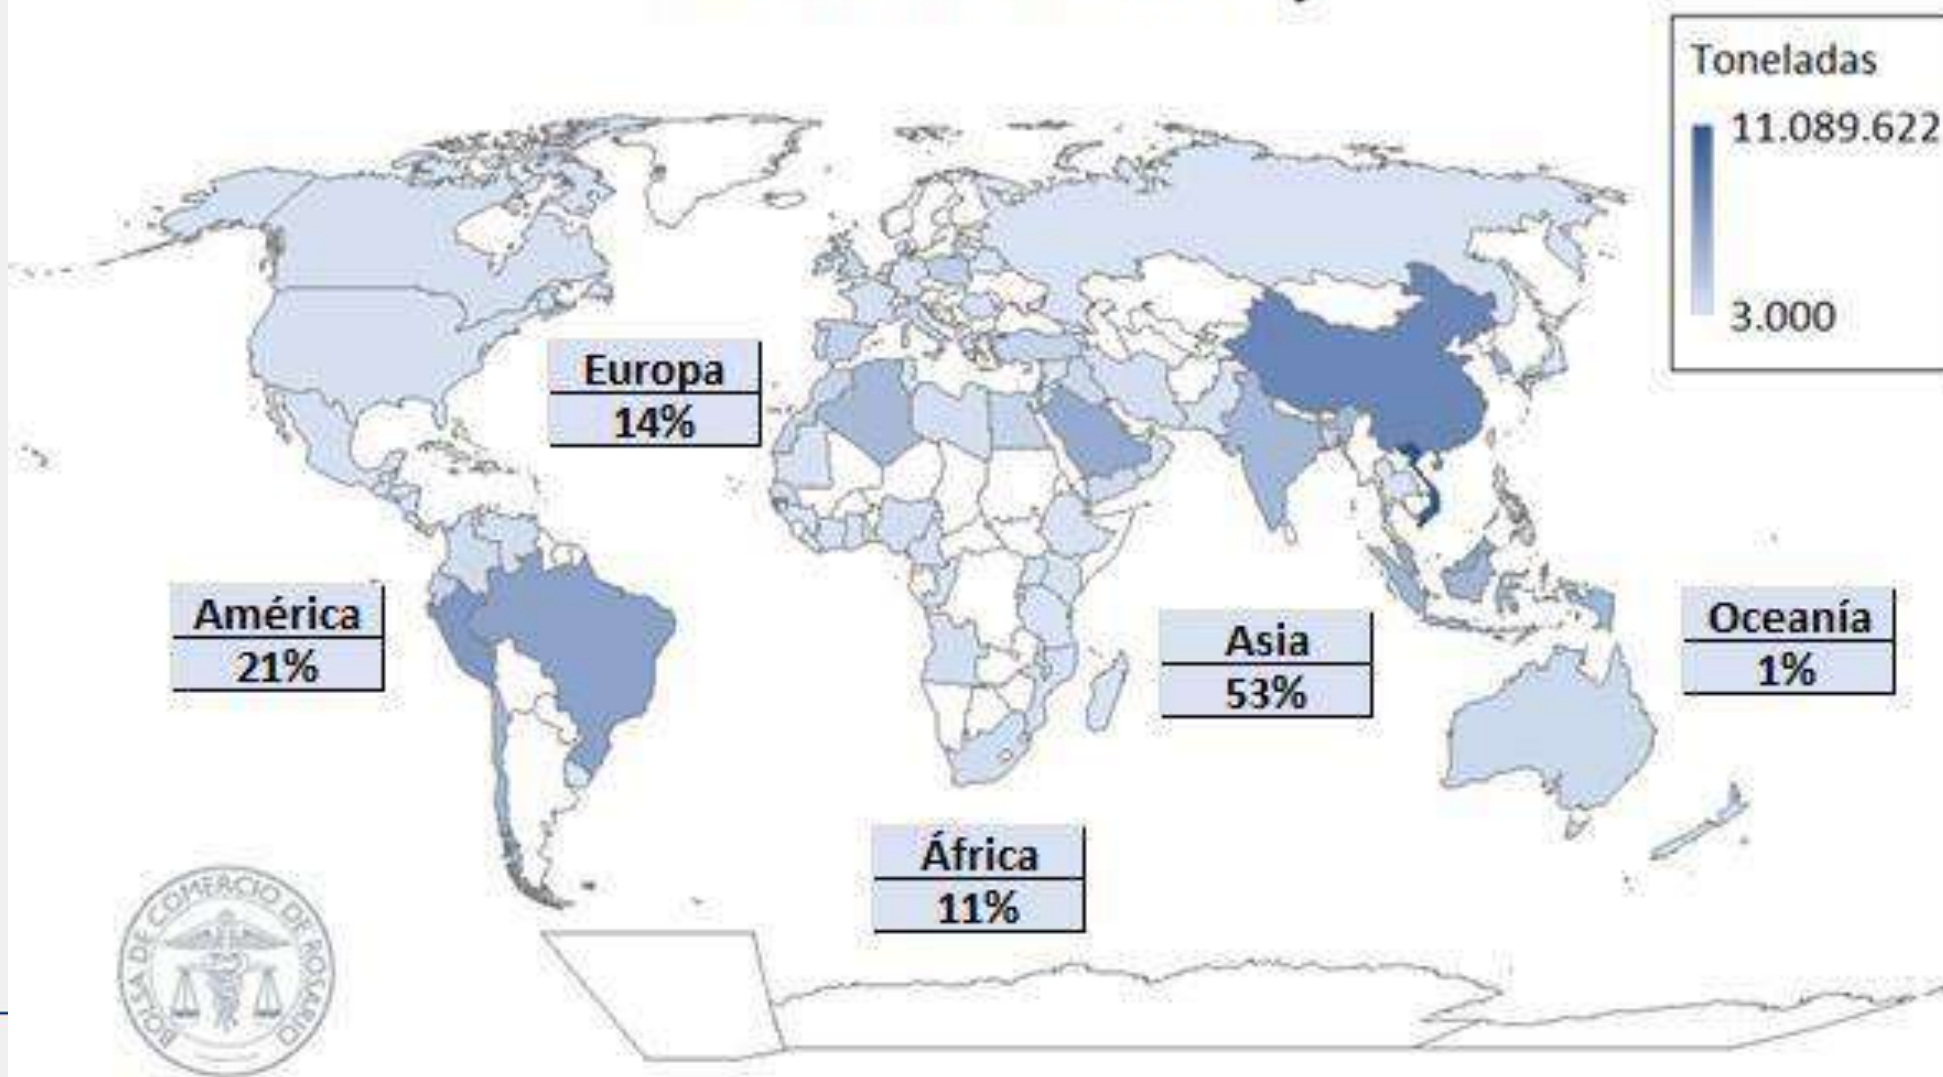 Toneladas
11.089.622
3.000
Europa
14%
América
21%
Asia
53%
Oceanía
1%
África
11%
BOLSA DE COMERCIO DE ROSARIO